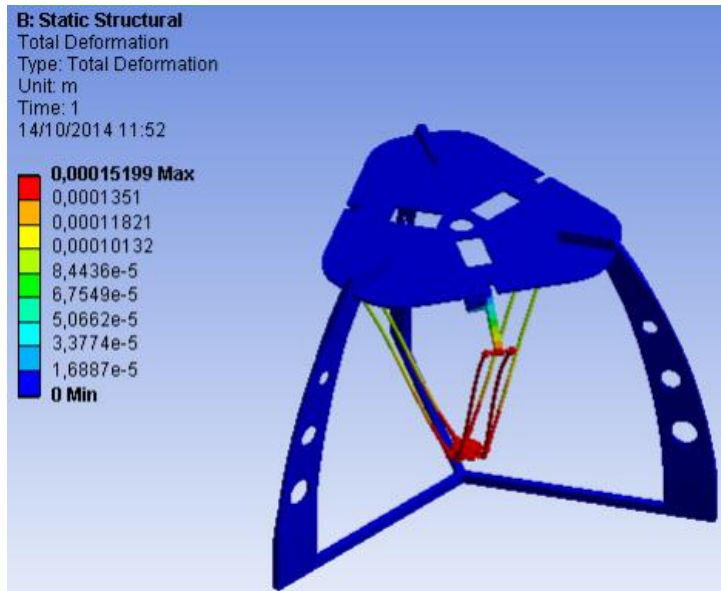 B: Static Structural
Total Deformation
Type: Total Deformation
Unit: m
Time: 1
14/10/2014 11:52
0,00015199 Max
0,0001351
0,00011821
0,00010132
8,4436e-5
6,7549e-5
5,0662e-5
3,3774e-5
1,6887e-5
0 Min